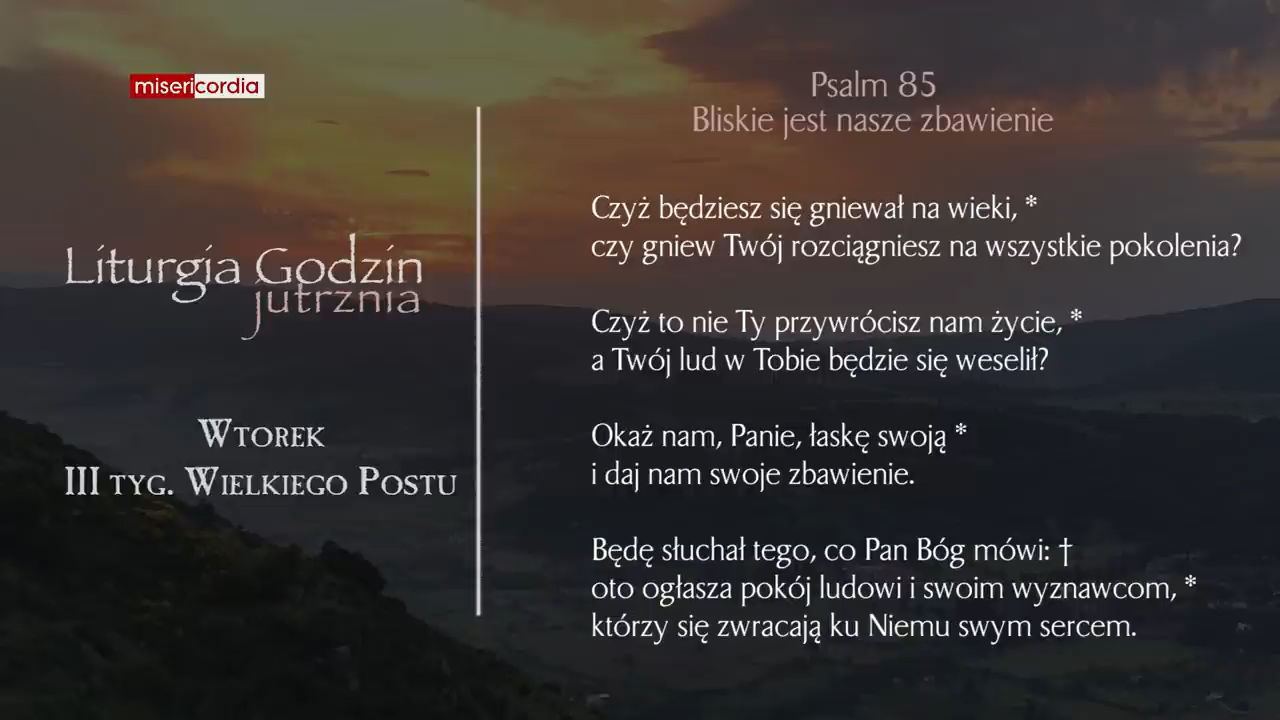 misericordia
Liturgia Godzin
jutrznia
Wtorek
III tyg. Wielkiego Postu
Psalm 85
Bliskie jest nasze zbawienie
Czyż będziesz się gniewał na wieki, *
czy gniew Twój rozciągniesz na wszystkie pokolenia?
Czyż to nie Ty przywrócisz nam życie, *
a Twój lud w Tobie będzie się weselił?
Okaż nam, Panie, łaskę swoją *
i daj nam swoje zbawienie.
Będę słuchał tego, co Pan Bóg mówi: †
oto ogłasza pokój ludowi i swoim wyznawcom, *
którzy się zwracają ku Niemu swym sercem.